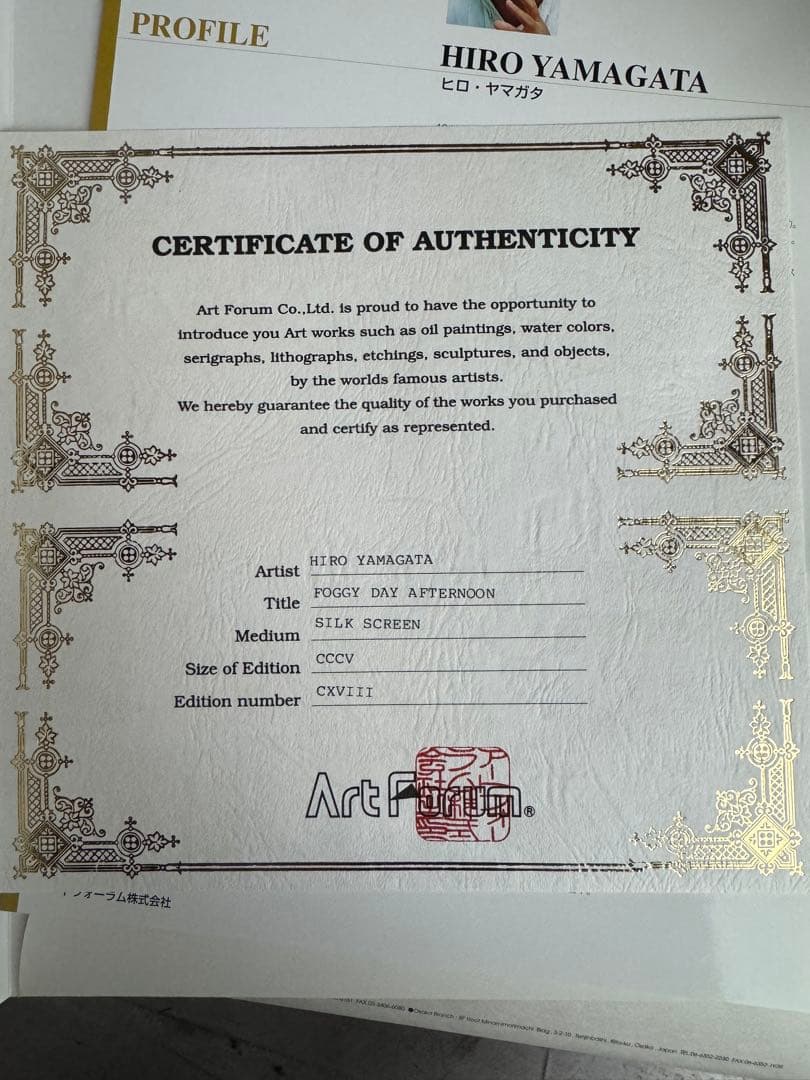 PROFILE
HIRO YAMAGATA
ヒロ・ヤマガタ
CERTIFICATE OF AUTHENTICITY
Art Forum Co.,Ltd. is proud to have the opportunity to
introduce you Art works such as oil paintings, water colors,
serigraphs, lithographs, etchings, sculptures, and objects,
by the worlds famous artists.
We hereby guarantee the quality of the works you purchased
and certify as represented.
Artist HIRO YAMAGATA
Title FOGGY DAY AFTERNOON
Medium SILK SCREEN
Size of Edition CCCV
Edition number CXVIII
Art Forum®
フォーラム株式会社